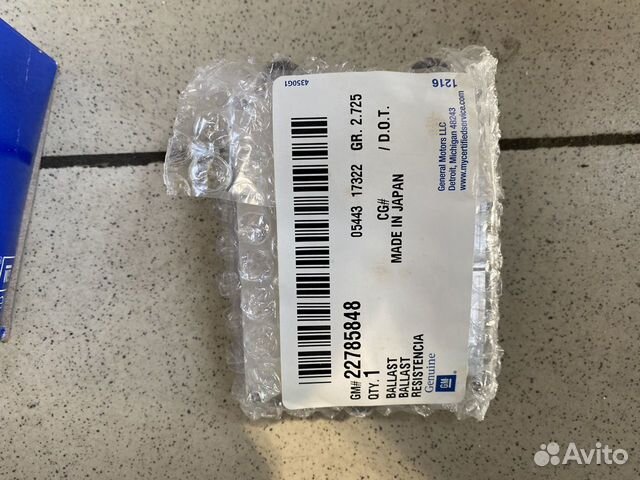 4350G1
1216
05443 17322 GR. 2.725
CG# / D.O.T.
MADE IN JAPAN
General Motors LLC
Detroit, Michigan 48243
www.mycertifiedservice.com
GM# 22785848
QTY. 1
BALLAST
BALLAST
RESISTENCIA
Genuine
GM
Avito